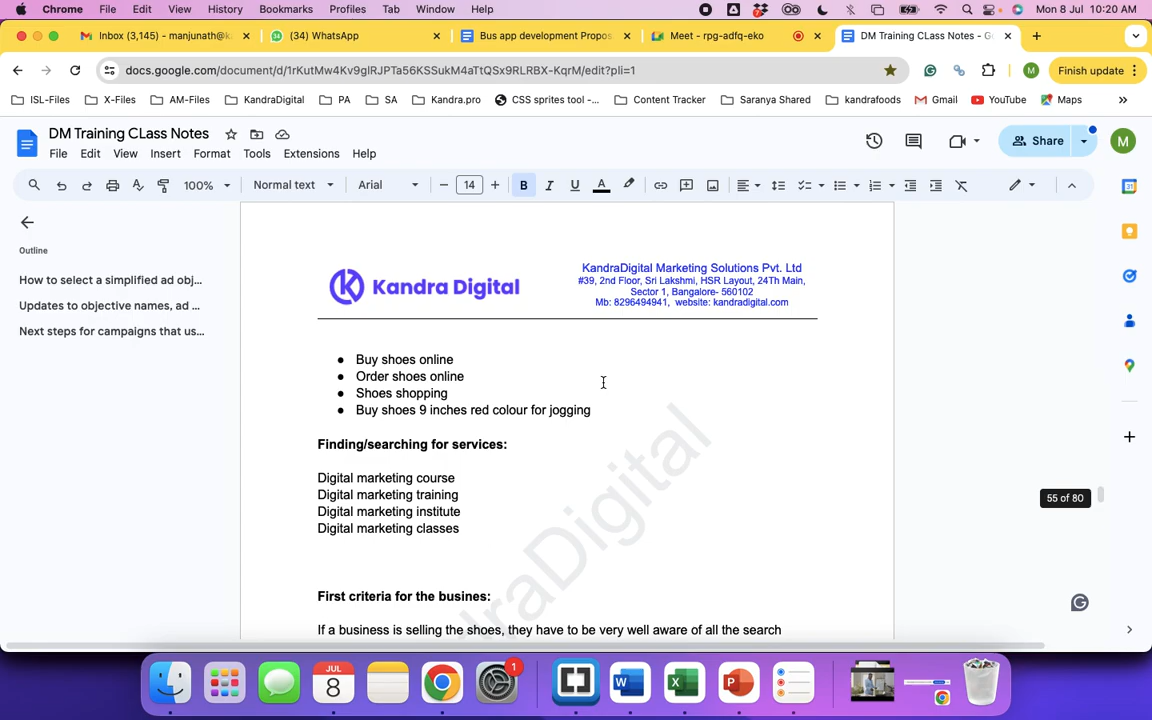 Chrome File Edit View History Bookmarks Profiles Tab Window Help Mon 8 Jul 10:20 AM
Inbox (3,145) - manjunath@k (34) WhatsApp Bus app development Propos Meet - rpg-adfq-eko DM Training CLass Notes - G
docs.google.com/document/d/1rKutMw4Kv9glRJPTa56KSSukM4aTtQSx9RLRBX-KqrM/edit?pli=1 M Finish update
ISL-Files X-Files AM-Files KandraDigital PA SA Kandra.pro CSS sprites tool -... Content Tracker Saranya Shared kandrafoods Gmail YouTube Maps »
DM Training CLass Notes
File Edit View Insert Format Tools Extensions Help
Share M
100% Normal text Arial 14 B I U A
Outline
How to select a simplified ad obj...
Updates to objective names, ad ...
Next steps for campaigns that us...
Kandra Digital
KandraDigital Marketing Solutions Pvt. Ltd
#39, 2nd Floor, Sri Lakshmi, HSR Layout, 24Th Main,
Sector 1, Bangalore- 560102
Mb: 8296494941, website: kandradigital.com
● Buy shoes online
● Order shoes online
● Shoes shopping
● Buy shoes 9 inches red colour for jogging
Finding/searching for services:
Digital marketing course
Digital marketing training
Digital marketing institute
Digital marketing classes
First criteria for the busines:
If a business is selling the shoes, they have to be very well aware of all the search
raDigital
55 of 80
JUL
8
1
W X P